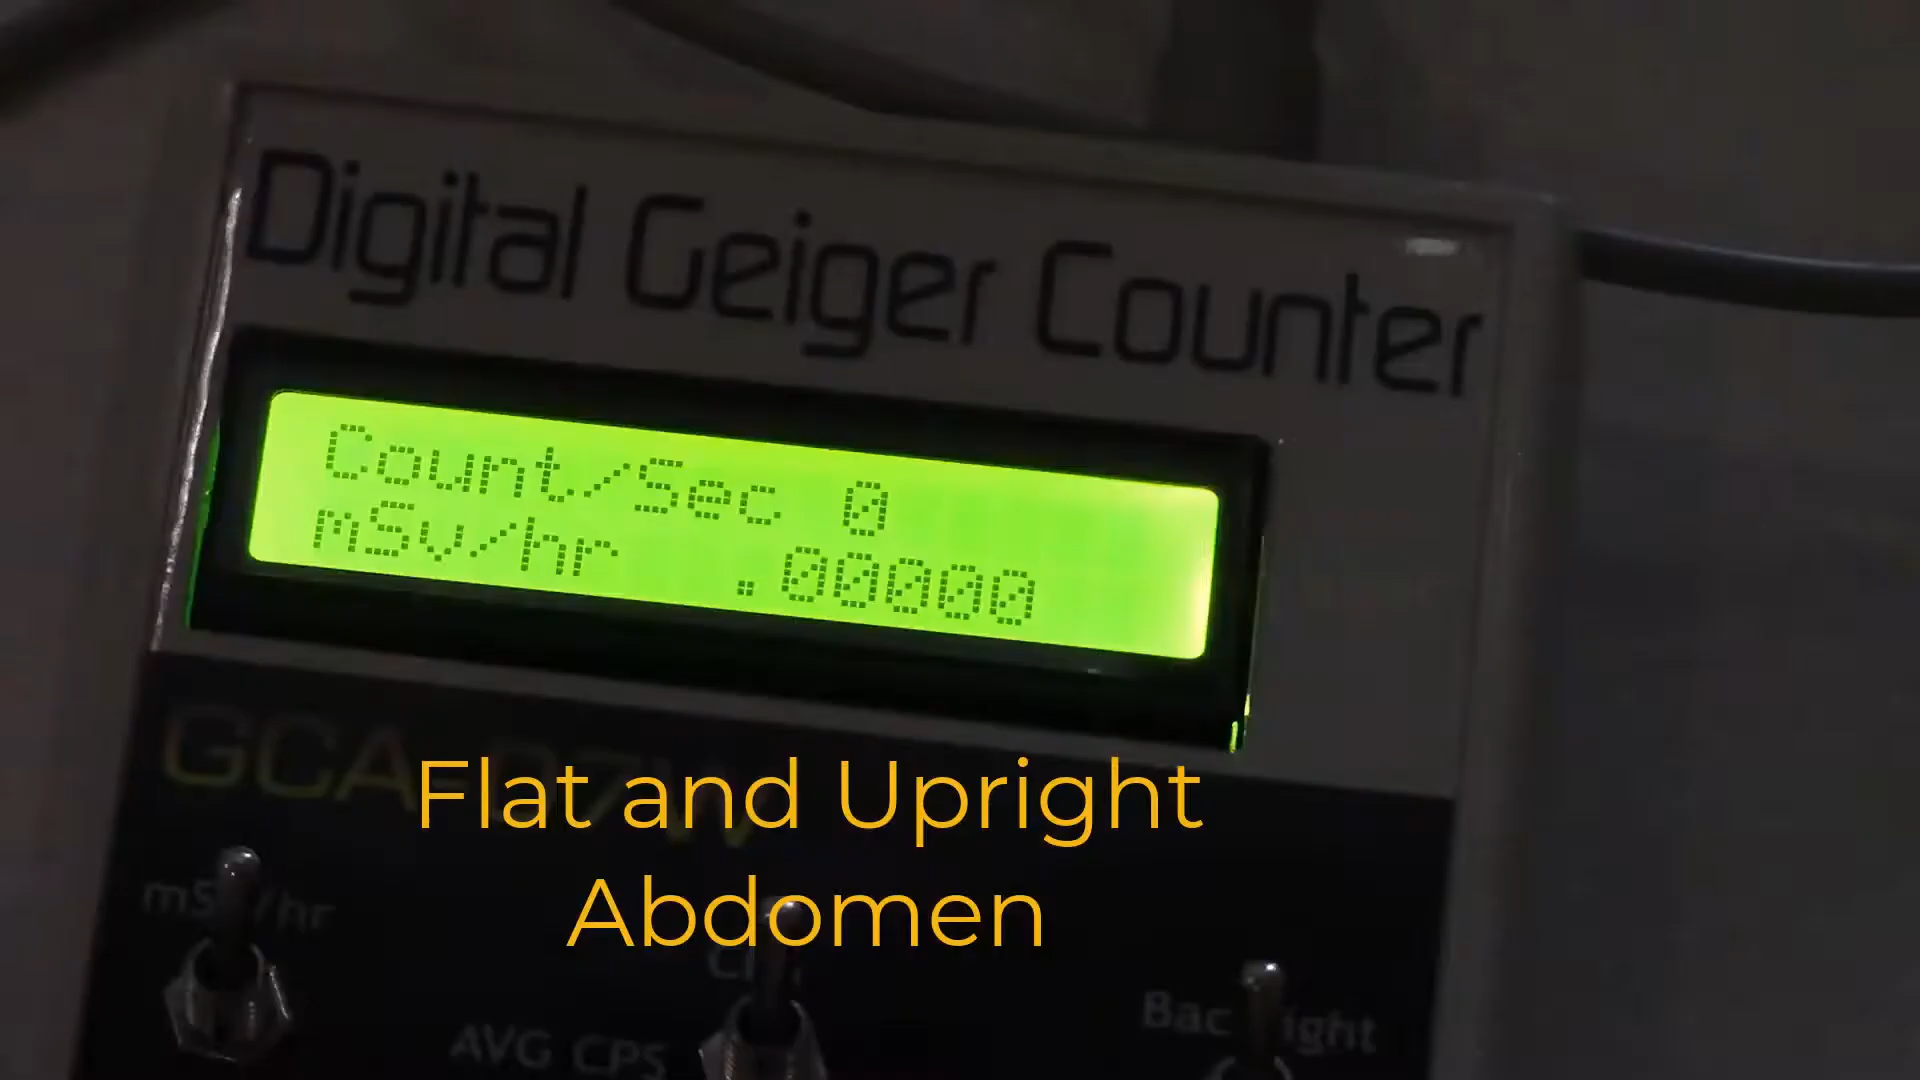 Digital Geiger Counter
Count/Sec 0
mSv/hr .00000
GCA-07W
Flat and Upright
Abdomen
mSv/hr
AVG CPS